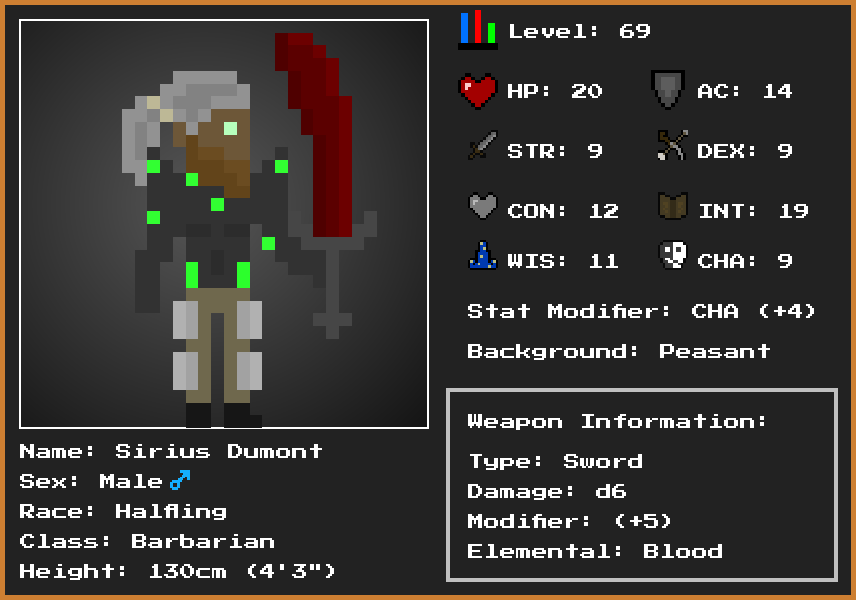 Level: 69
HP: 20
AC: 14
STR: 9
DEX: 9
CON: 12
INT: 19
WIS: 11
CHA: 9
Stat Modifier: CHA (+4)
Background: Peasant
Weapon Information:
Type: Sword
Damage: d6
Modifier: (+5)
Elemental: Blood
Name: Sirius Dumont
Sex: Male♂
Race: Halfling
Class: Barbarian
Height: 130cm (4'3")